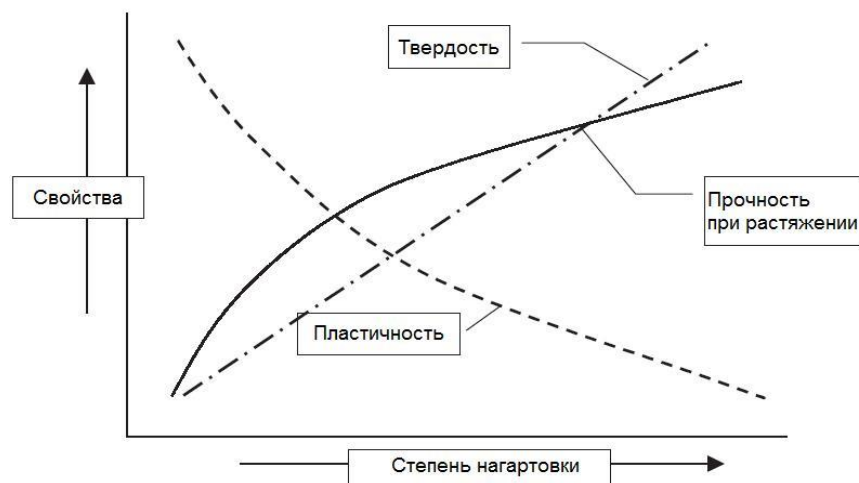 Твердость
Свойства
Прочность
при растяжении
Пластичность
Степень нагартовки